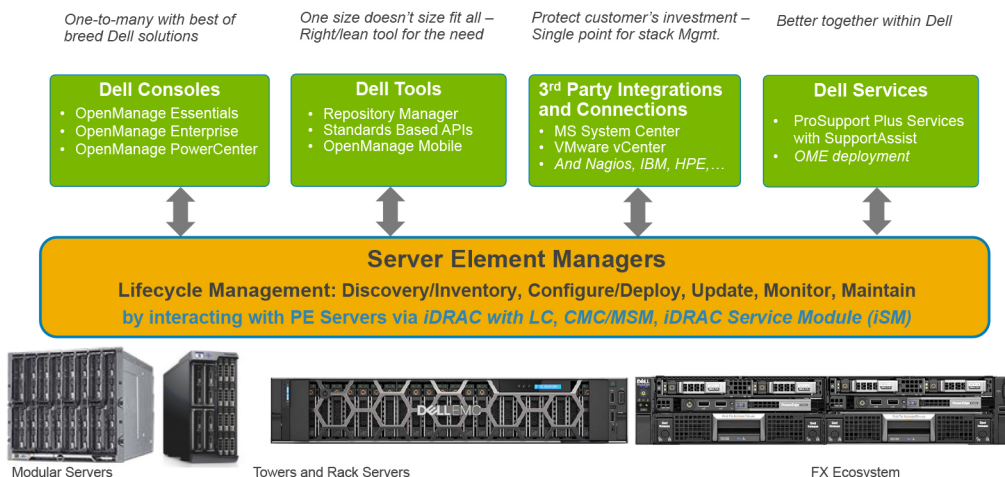 One-to-many with best of
breed Dell solutions
One size doesn't size fit all –
Right/lean tool for the need
Protect customer's investment –
Single point for stack Mgmt.
Better together within Dell
Dell Consoles
• OpenManage Essentials
• OpenManage Enterprise
• OpenManage PowerCenter
Dell Tools
• Repository Manager
• Standards Based APIs
• OpenManage Mobile
3rd Party Integrations
and Connections
• MS System Center
• VMware vCenter
• And Nagios, IBM, HPE,…
Dell Services
• ProSupport Plus Services
with SupportAssist
• OME deployment
Server Element Managers
Lifecycle Management: Discovery/Inventory, Configure/Deploy, Update, Monitor, Maintain
by interacting with PE Servers via iDRAC with LC, CMC/MSM, iDRAC Service Module (iSM)
DELLEMC
Modular Servers
Towers and Rack Servers
FX Ecosystem